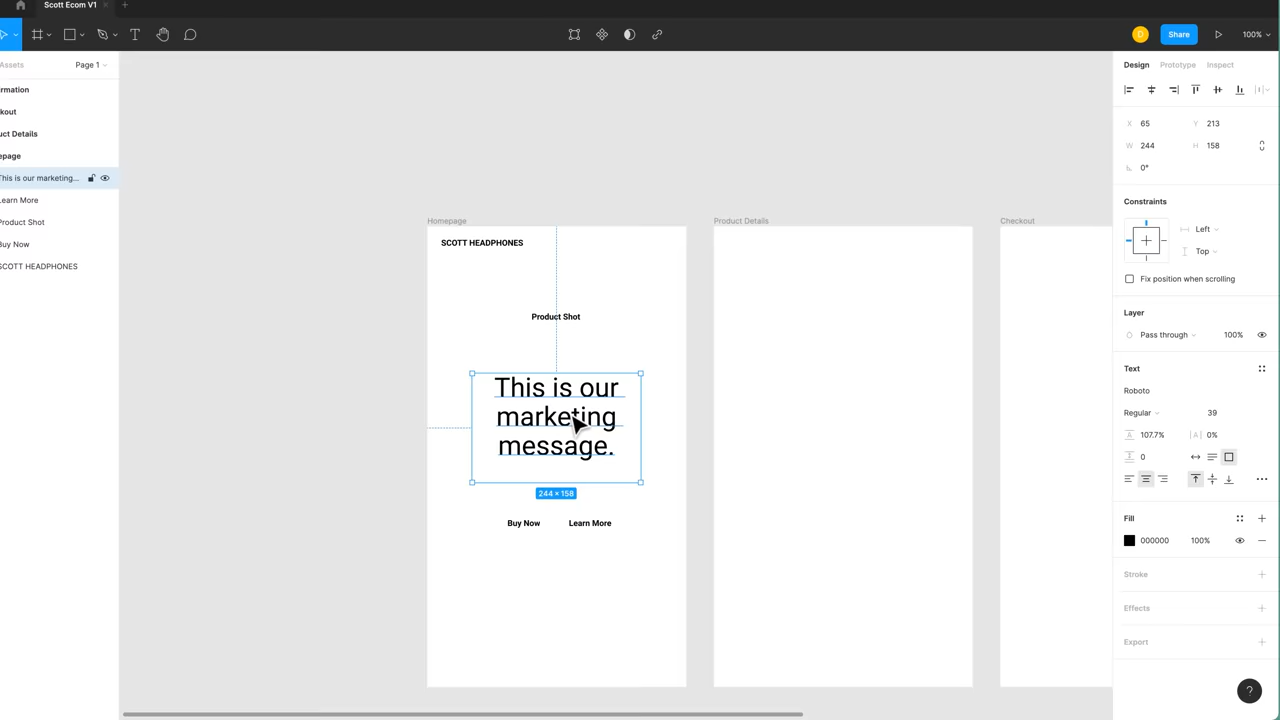 Scott Ecom V1
Share
100%
Assets
Page 1
rmation
kout
uct Details
epage
This is our marketing...
Learn More
Product Shot
Buy Now
SCOTT HEADPHONES
Homepage
SCOTT HEADPHONES
Product Shot
This is our
marketing
message.
244 × 158
Buy Now Learn More
Product Details
Checkout
Design Prototype Inspect
X 65 Y 213
W 244 H 158
0°
Constraints
Left
Top
Fix position when scrolling
Layer
Pass through 100%
Text
Roboto
Regular 39
107.7% |A| 0%
0
Fill
000000 100%
Stroke
Effects
Export
?
D